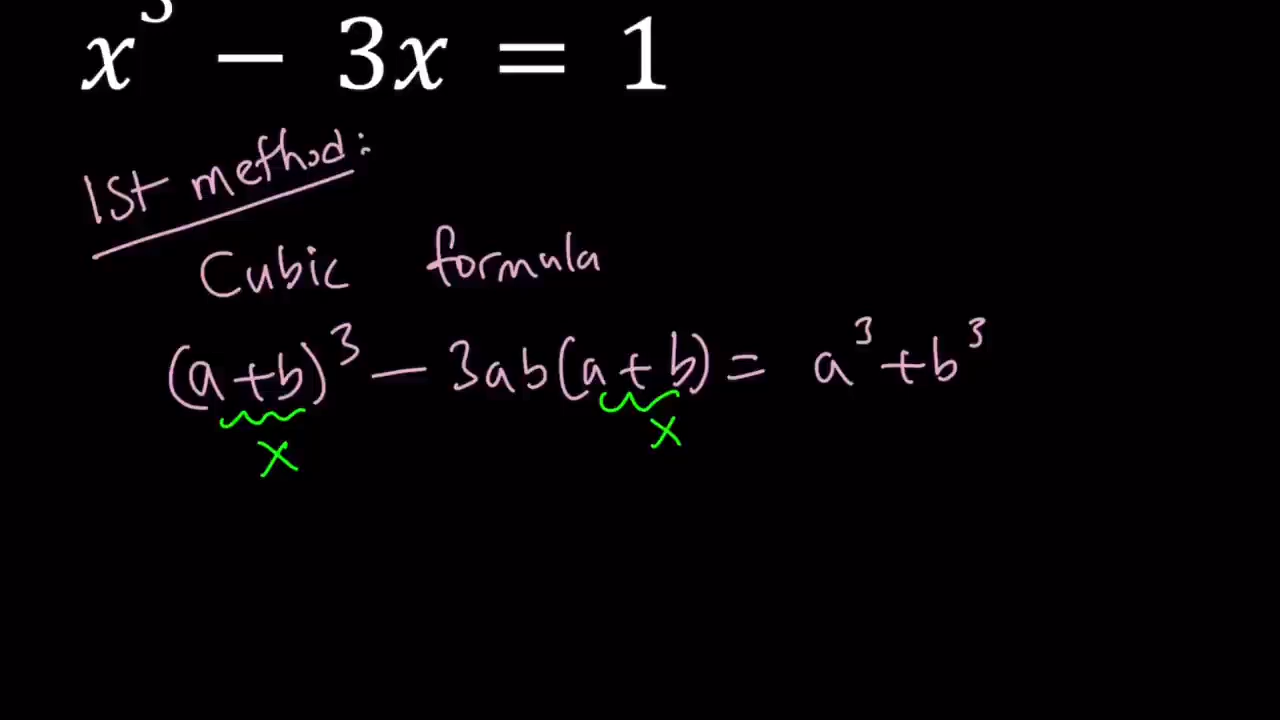 x³ − 3x = 1
1st method:
Cubic formula
(a+b)³ − 3ab(a+b) = a³ + b³
x x